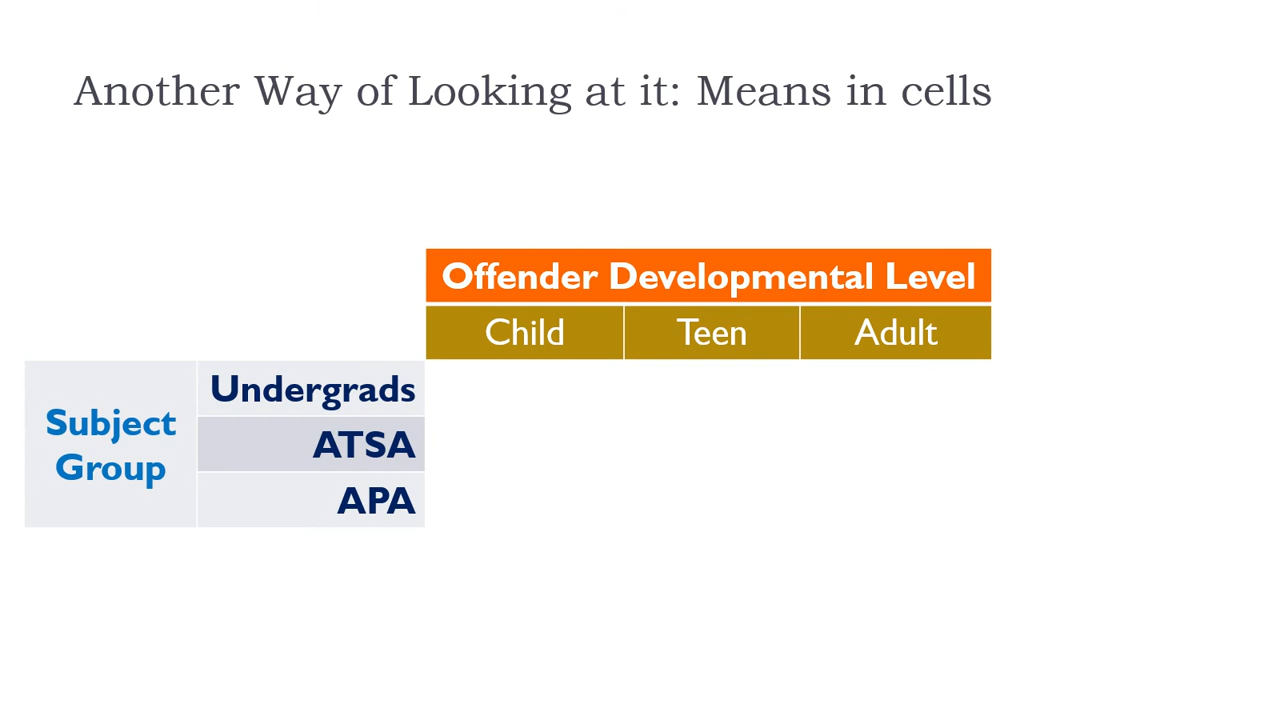 Another Way of Looking at it: Means in cells
Offender Developmental Level
Child Teen Adult
Subject
Group
Undergrads
ATSA
APA